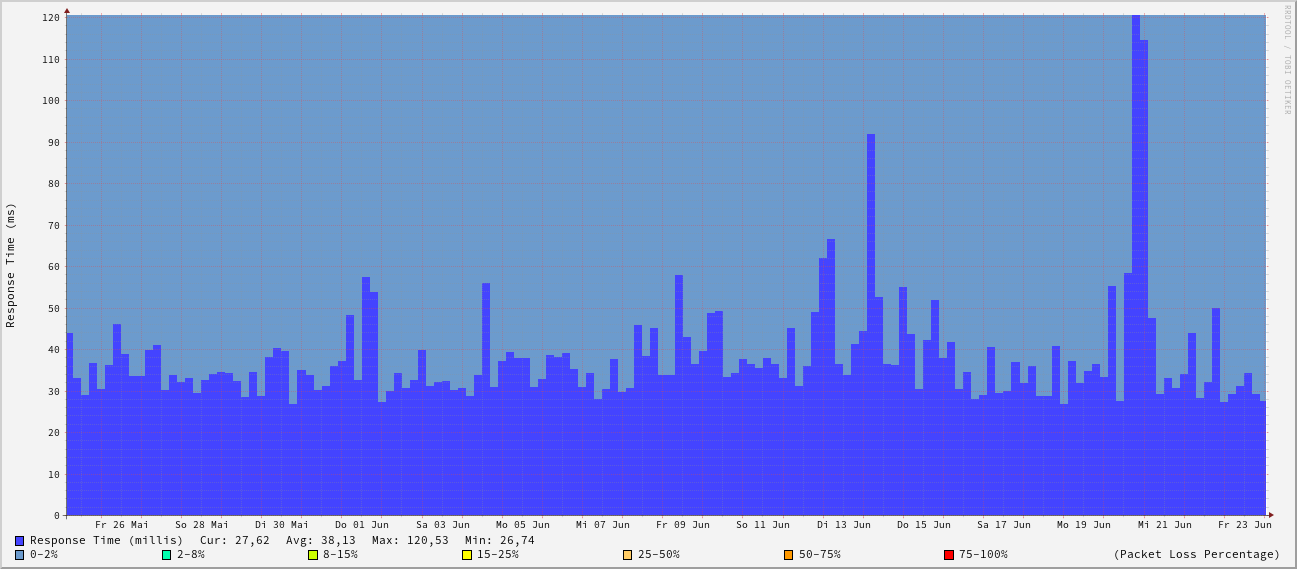 RRDTOOL / TOBI OETIKER
Response Time (ms)
120
110
100
90
80
70
60
50
40
30
20
10
0
Fr 26 Mai So 28 Mai Di 30 Mai Do 01 Jun Sa 03 Jun Mo 05 Jun Mi 07 Jun Fr 09 Jun So 11 Jun Di 13 Jun Do 15 Jun Sa 17 Jun Mo 19 Jun Mi 21 Jun Fr 23 Jun
Response Time (millis) Cur: 27,62 Avg: 38,13 Max: 120,53 Min: 26,74
0-2% 2-8% 8-15% 15-25% 25-50% 50-75% 75-100% (Packet Loss Percentage)